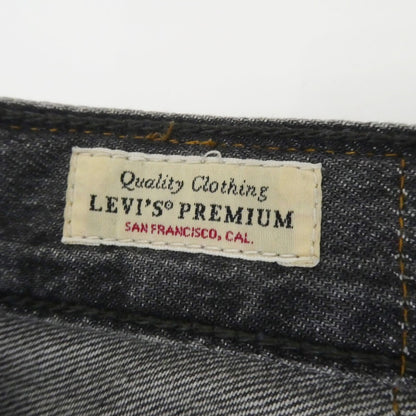 Quality Clothing
LEVI'S® PREMIUM
SAN FRANCISCO, CAL.